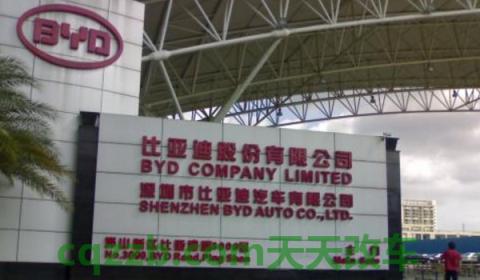 BYD
比亚迪股份有限公司
BYD COMPANY LIMITED
深圳市比亚迪汽车有限公司
SHENZHEN BYD AUTO CO.,LTD.
cqzzb.com天天改车